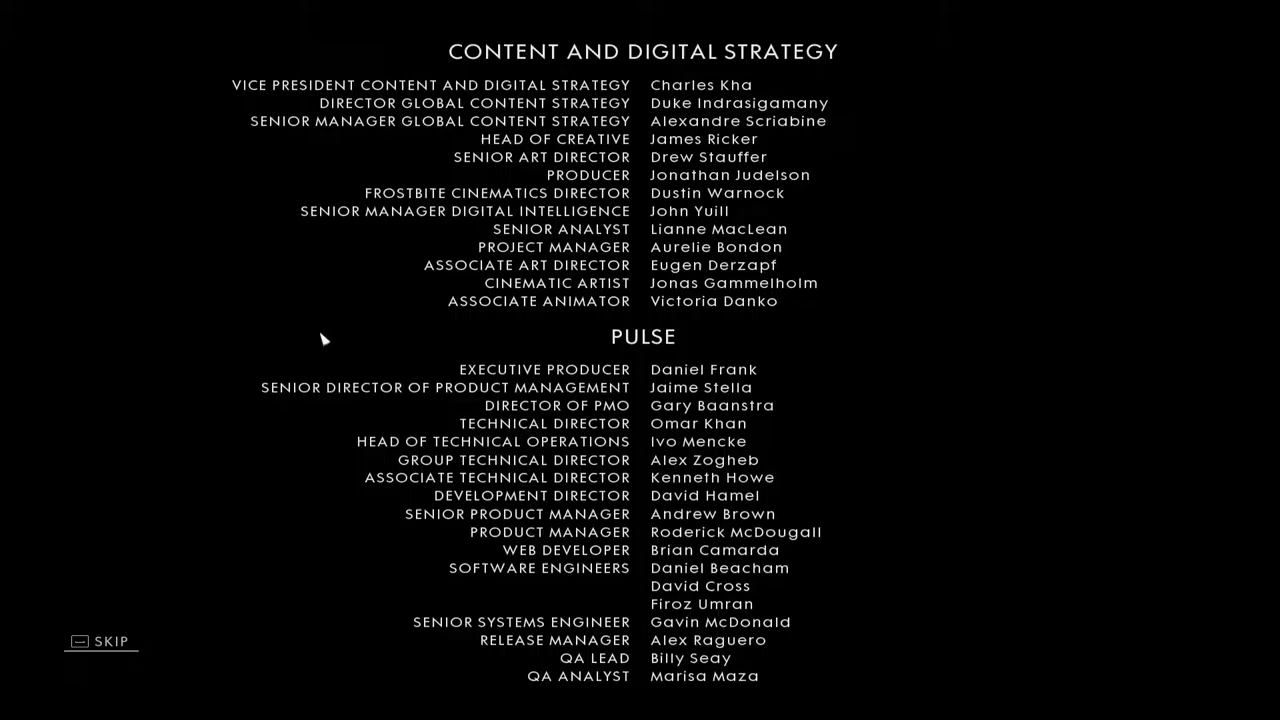 CONTENT AND DIGITAL STRATEGY
VICE PRESIDENT CONTENT AND DIGITAL STRATEGY Charles Kha
DIRECTOR GLOBAL CONTENT STRATEGY Duke Indrasigamany
SENIOR MANAGER GLOBAL CONTENT STRATEGY Alexandre Scriabine
HEAD OF CREATIVE James Ricker
SENIOR ART DIRECTOR Drew Stauffer
PRODUCER Jonathan Judelson
FROSTBITE CINEMATICS DIRECTOR Dustin Warnock
SENIOR MANAGER DIGITAL INTELLIGENCE John Yuill
SENIOR ANALYST Lianne MacLean
PROJECT MANAGER Aurelie Bondon
ASSOCIATE ART DIRECTOR Eugen Derzapf
CINEMATIC ARTIST Jonas Gammelholm
ASSOCIATE ANIMATOR Victoria Danko
PULSE
EXECUTIVE PRODUCER Daniel Frank
SENIOR DIRECTOR OF PRODUCT MANAGEMENT Jaime Stella
DIRECTOR OF PMO Gary Baanstra
TECHNICAL DIRECTOR Omar Khan
HEAD OF TECHNICAL OPERATIONS Ivo Mencke
GROUP TECHNICAL DIRECTOR Alex Zogheb
ASSOCIATE TECHNICAL DIRECTOR Kenneth Howe
DEVELOPMENT DIRECTOR David Hamel
SENIOR PRODUCT MANAGER Andrew Brown
PRODUCT MANAGER Roderick McDougall
WEB DEVELOPER Brian Camarda
SOFTWARE ENGINEERS Daniel Beacham
David Cross
Firoz Umran
SENIOR SYSTEMS ENGINEER Gavin McDonald
RELEASE MANAGER Alex Raguero
QA LEAD Billy Seay
QA ANALYST Marisa Maza
SKIP